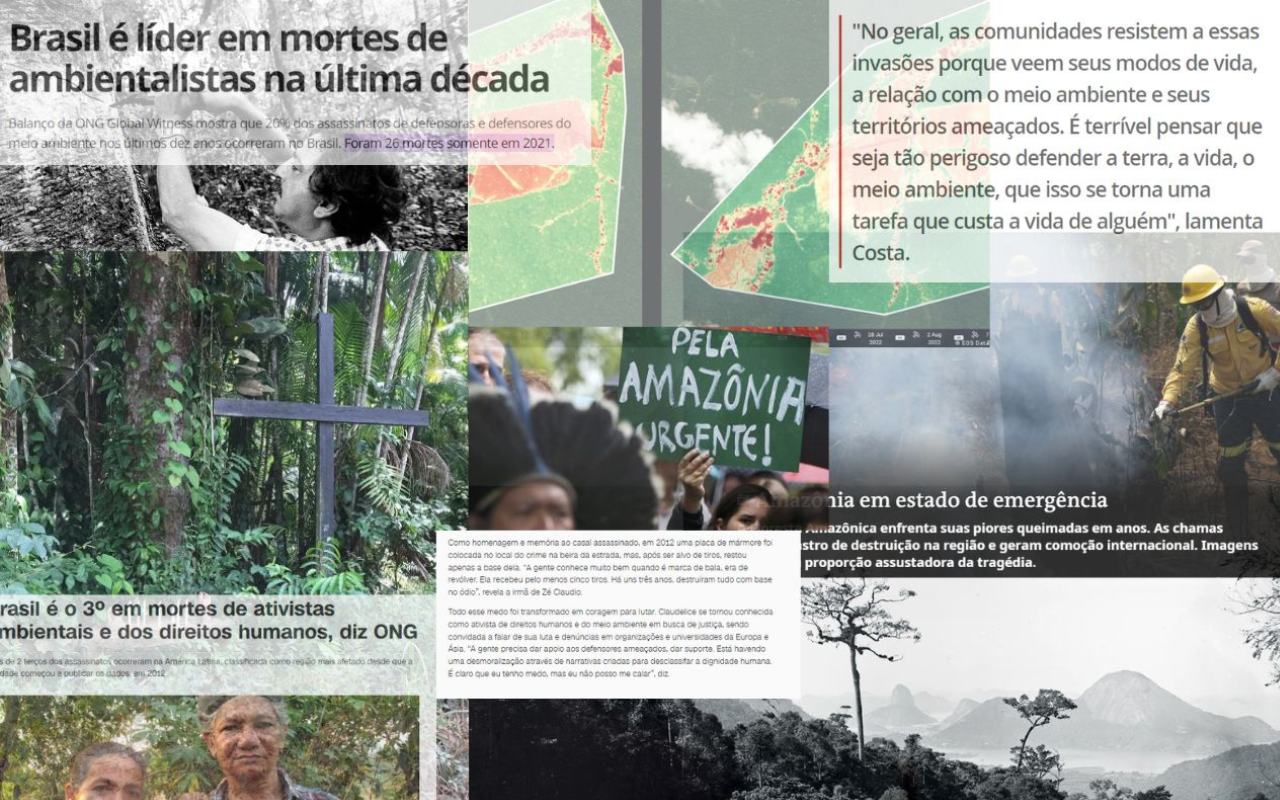 Brasil é líder em mortes de
ambientalistas na última década
Balanço da ONG Global Witness mostra que 20% dos assassinatos de defensoras e defensores do
meio ambiente nos últimos dez anos ocorreram no Brasil. Foram 26 mortes somente em 2021.
"No geral, as comunidades resistem a essas
invasões porque veem seus modos de vida,
a relação com o meio ambiente e seus
territórios ameaçados. É terrível pensar que
seja tão perigoso defender a terra, a vida, o
meio ambiente, que isso se torna uma
tarefa que custa a vida de alguém", lamenta
Costa.
2022
2022
PELA
AMAZÔNIA
URGENTE!
Amazônia em estado de emergência
Amazônica enfrenta suas piores queimadas em anos. As chamas
stro de destruição na região e geram comoção internacional. Imagens
proporção assustadora da tragédia.
Como homenagem e memória ao casal assassinado, em 2012 uma placa de mármore foi
colocada no local do crime na beira da estrada, mas, após ser alvo de tiros, restou
apenas a base dela. "A gente conhece muito bem quando é marca de bala, era de
revólver. Ela recebeu pelo menos cinco tiros. Há uns três anos, destruíram tudo com base
no ódio", revela a irmã de Zé Claudio.
Todo esse medo foi transformado em coragem para lutar. Claudelice se tornou conhecida
como ativista de direitos humanos e do meio ambiente em busca de justiça, sendo
convidada a falar de sua luta e denúncias em organizações e universidades da Europa e
Ásia. "A gente precisa dar apoio aos defensores ameaçados, dar suporte. Está havendo
uma desmoralização através de narrativas criadas para desclassificar a dignidade humana.
É claro que eu tenho medo, mas eu não posso me calar", diz.
rasil é o 3º em mortes de ativistas
mbientais e dos direitos humanos, diz ONG
s de 2 terços dos assassinatos ocorreram na América Latina, classificada como região mais afetado desde que a
dade começou a publicar os dados, em 2012